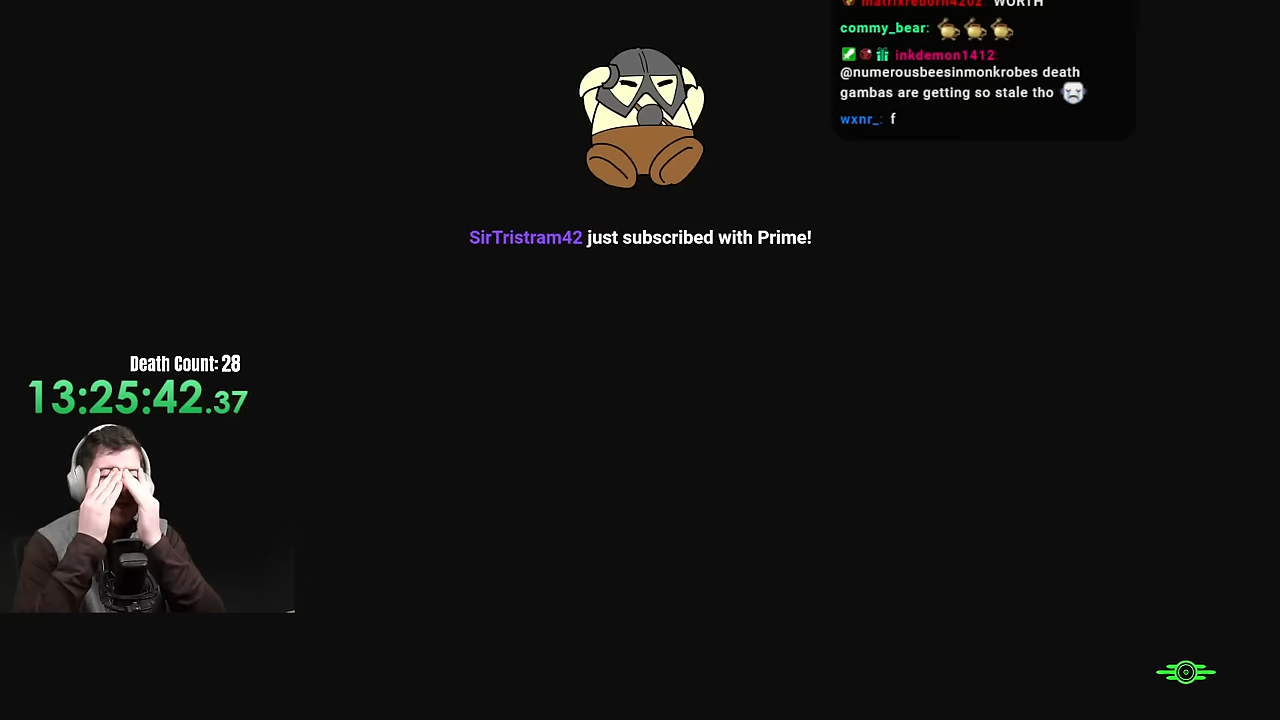 matrixreborn4202: WORTH
commy_bear:
inkdemon1412:
@numerousbeesinmonkrobes death
gambas are getting so stale tho
wxnr_: f
SirTristram42 just subscribed with Prime!
Death Count: 28
13:25:42.37